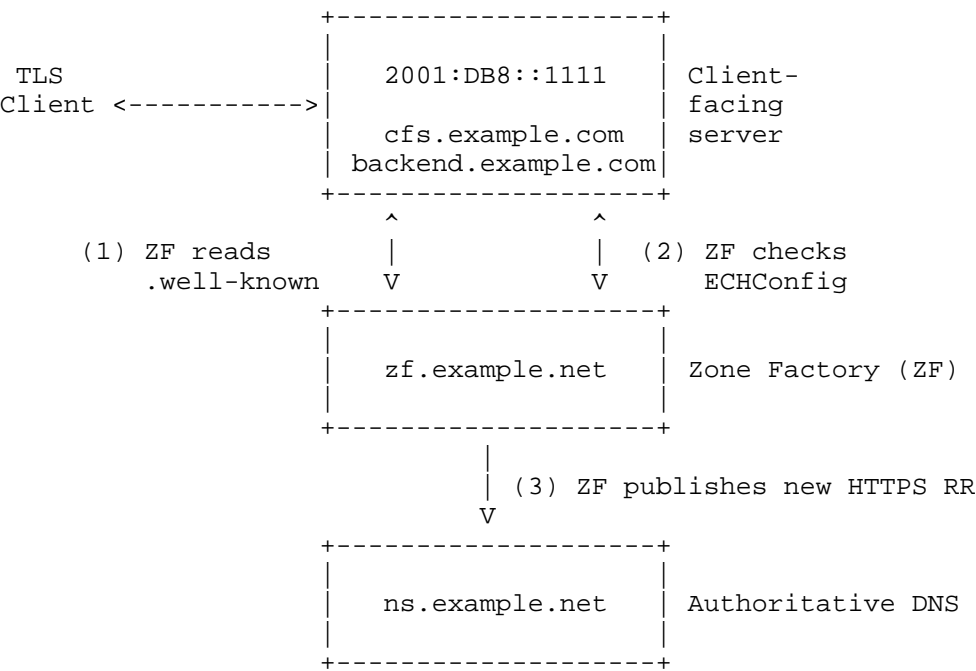 TLS 2001:DB8::1111 Client-
Client <-----------> facing
cfs.example.com server
backend.example.com
(1) ZF reads (2) ZF checks
.well-known ECHConfig
zf.example.net Zone Factory (ZF)
(3) ZF publishes new HTTPS RR
ns.example.net Authoritative DNS